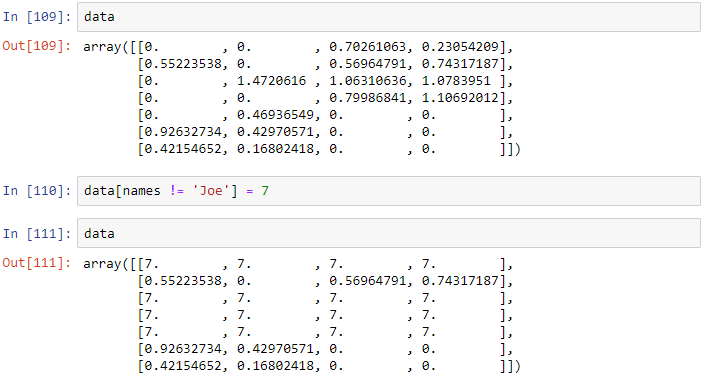 In [109]: data
Out[109]: array([[0.        , 0.        , 0.70261063, 0.23054209],
       [0.55223538, 0.        , 0.56964791, 0.74317187],
       [0.        , 1.4720616 , 1.06310636, 1.0783951 ],
       [0.        , 0.        , 0.79986841, 1.10692012],
       [0.        , 0.46936549, 0.        , 0.        ],
       [0.92632734, 0.42970571, 0.        , 0.        ],
       [0.42154652, 0.16802418, 0.        , 0.        ]])
In [110]: data[names != 'Joe'] = 7
In [111]: data
Out[111]: array([[7.        , 7.        , 7.        , 7.        ],
       [0.55223538, 0.        , 0.56964791, 0.74317187],
       [7.        , 7.        , 7.        , 7.        ],
       [7.        , 7.        , 7.        , 7.        ],
       [7.        , 7.        , 7.        , 7.        ],
       [0.92632734, 0.42970571, 0.        , 0.        ],
       [0.42154652, 0.16802418, 0.        , 0.        ]])